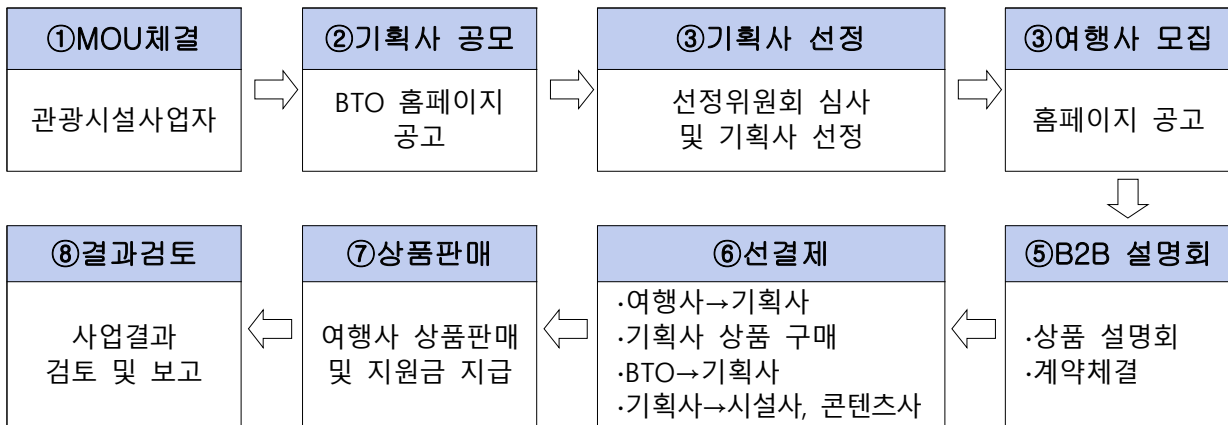 ①MOU체결
관광시설사업자
②기획사 공모
BTO 홈페이지
공고
③기획사 선정
선정위원회 심사
및 기획사 선정
③여행사 모집
홈페이지 공고
⑤B2B 설명회
·상품 설명회
·계약체결
⑥선결제
·여행사→기획사
·기획사 상품 구매
·BTO→기획사
·기획사→시설사, 콘텐츠사
⑦상품판매
여행사 상품판매
및 지원금 지급
⑧결과검토
사업결과
검토 및 보고